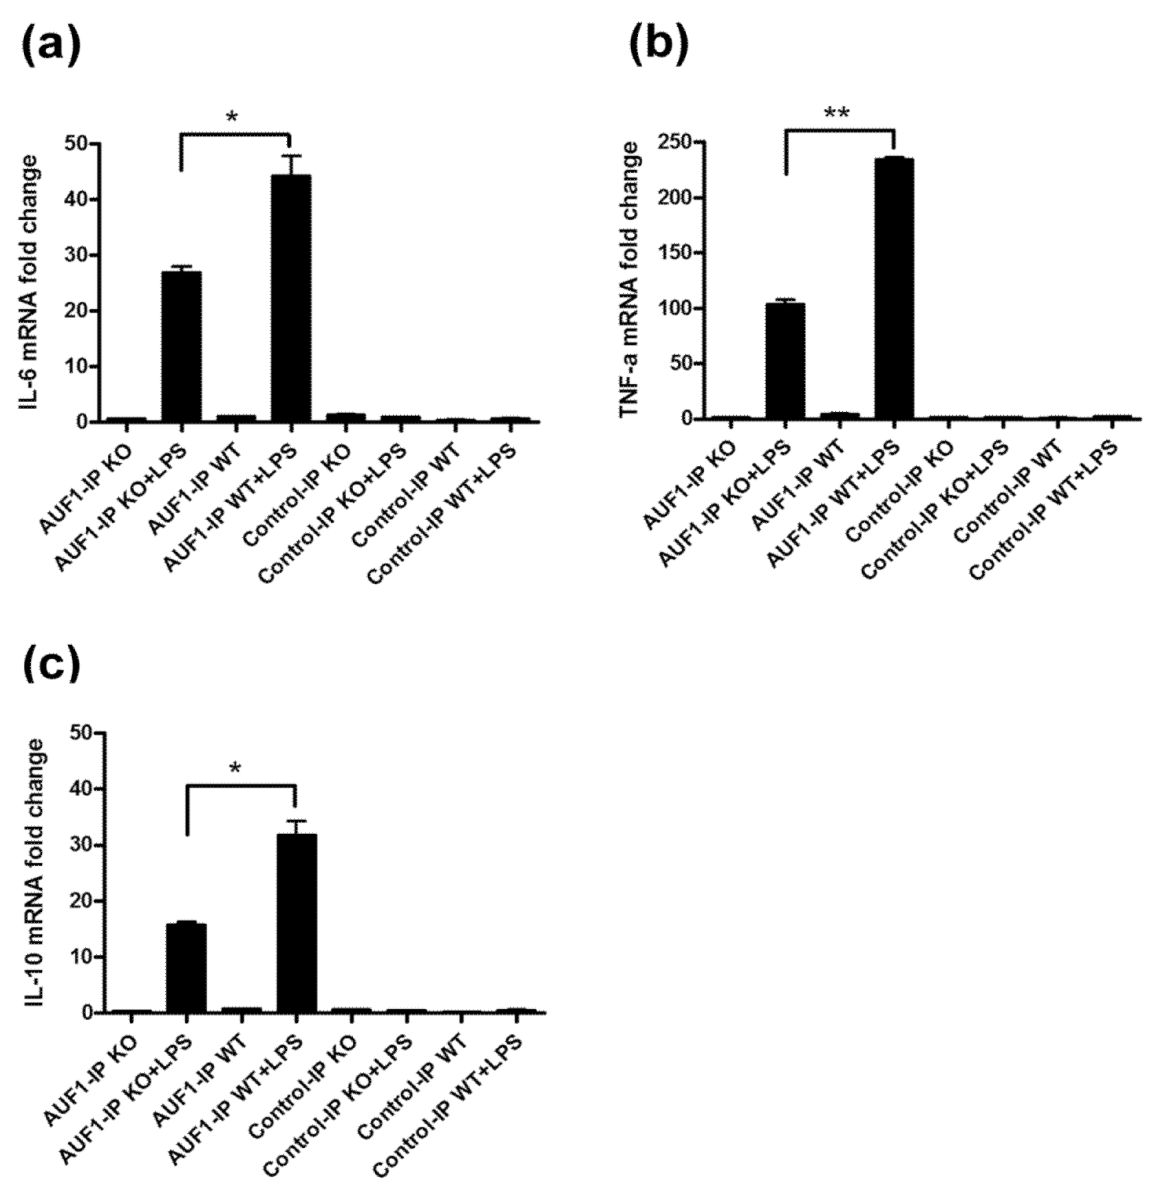 (a)
*
IL-6 mRNA fold change
50
40
30
20
10
0
AUF1-IP KO
AUF1-IP KO+LPS
AUF1-IP WT
AUF1-IP WT+LPS
Control-IP KO
Control-IP KO+LPS
Control-IP WT
Control-IP WT+LPS
(b)
**
TNF-a mRNA fold change
250
200
150
100
50
0
AUF1-IP KO
AUF1-IP KO+LPS
AUF1-IP WT
AUF1-IP WT+LPS
Control-IP KO
Control-IP KO+LPS
Control-IP WT
Control-IP WT+LPS
(c)
*
IL-10 mRNA fold change
50
40
30
20
10
0
AUF1-IP KO
AUF1-IP KO+LPS
AUF1-IP WT
AUF1-IP WT+LPS
Control-IP KO
Control-IP KO+LPS
Control-IP WT
Control-IP WT+LPS